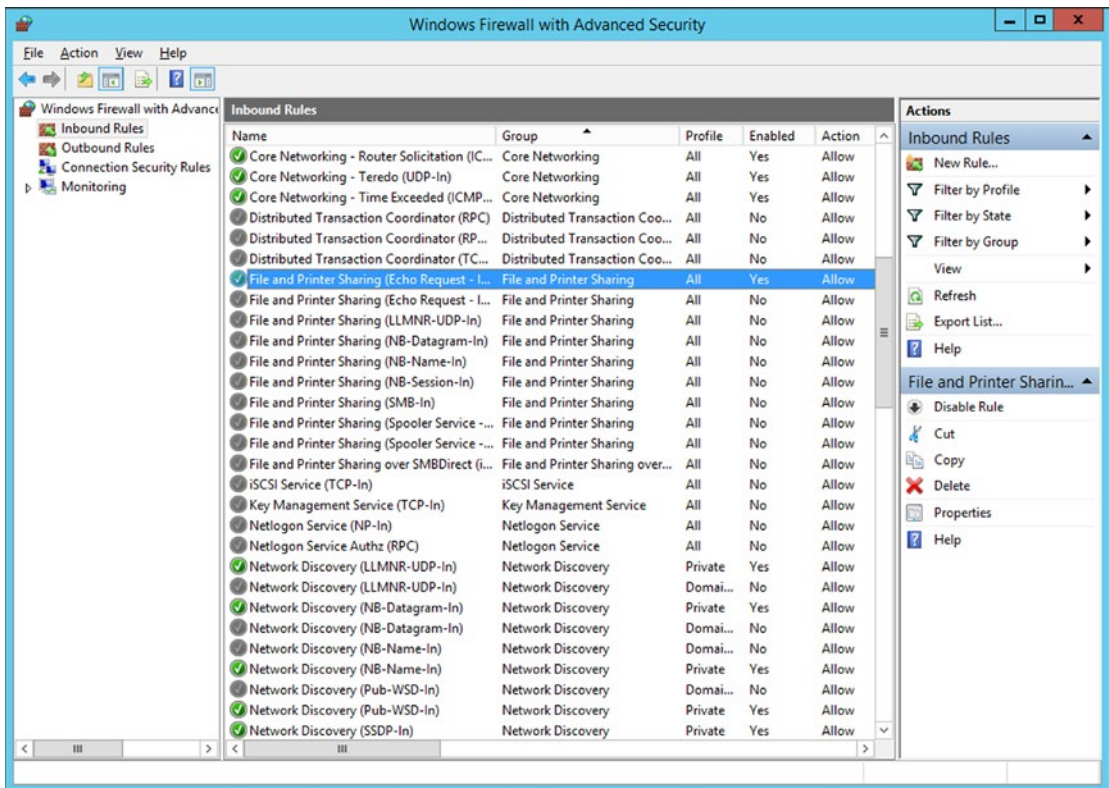 Windows Firewall with Advanced Security
File Action View Help
Windows Firewall with Advance
Inbound Rules
Outbound Rules
Connection Security Rules
Monitoring
Inbound Rules
Name Group Profile Enabled Action
Core Networking - Router Solicitation (IC... Core Networking All Yes Allow
Core Networking - Teredo (UDP-In) Core Networking All Yes Allow
Core Networking - Time Exceeded (ICMP... Core Networking All Yes Allow
Distributed Transaction Coordinator (RPC) Distributed Transaction Coo... All No Allow
Distributed Transaction Coordinator (RP... Distributed Transaction Coo... All No Allow
Distributed Transaction Coordinator (TC... Distributed Transaction Coo... All No Allow
File and Printer Sharing (Echo Request - I... File and Printer Sharing All Yes Allow
File and Printer Sharing (Echo Request - I... File and Printer Sharing All No Allow
File and Printer Sharing (LLMNR-UDP-In) File and Printer Sharing All No Allow
File and Printer Sharing (NB-Datagram-In) File and Printer Sharing All No Allow
File and Printer Sharing (NB-Name-In) File and Printer Sharing All No Allow
File and Printer Sharing (NB-Session-In) File and Printer Sharing All No Allow
File and Printer Sharing (SMB-In) File and Printer Sharing All No Allow
File and Printer Sharing (Spooler Service -... File and Printer Sharing All No Allow
File and Printer Sharing (Spooler Service -... File and Printer Sharing All No Allow
File and Printer Sharing over SMBDirect (i... File and Printer Sharing over... All No Allow
iSCSI Service (TCP-In) iSCSI Service All No Allow
Key Management Service (TCP-In) Key Management Service All No Allow
Netlogon Service (NP-In) Netlogon Service All No Allow
Netlogon Service Authz (RPC) Netlogon Service All No Allow
Network Discovery (LLMNR-UDP-In) Network Discovery Private Yes Allow
Network Discovery (LLMNR-UDP-In) Network Discovery Domai... No Allow
Network Discovery (NB-Datagram-In) Network Discovery Private Yes Allow
Network Discovery (NB-Datagram-In) Network Discovery Domai... No Allow
Network Discovery (NB-Name-In) Network Discovery Domai... No Allow
Network Discovery (NB-Name-In) Network Discovery Private Yes Allow
Network Discovery (Pub-WSD-In) Network Discovery Domai... No Allow
Network Discovery (Pub-WSD-In) Network Discovery Private Yes Allow
Network Discovery (SSDP-In) Network Discovery Private Yes Allow
Actions
Inbound Rules
New Rule...
Filter by Profile
Filter by State
Filter by Group
View
Refresh
Export List...
Help
File and Printer Sharin...
Disable Rule
Cut
Copy
Delete
Properties
Help